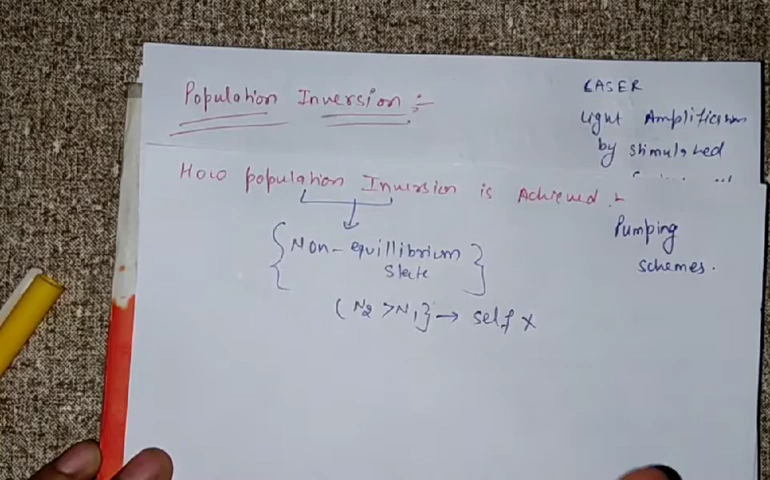 Population Inversion :-
LASER
Light Amplification
by stimulated
How population Inversion is Achieved :-
Pumping
schemes.
{Non-equillibrium
State}
(N2 > N1} → self x